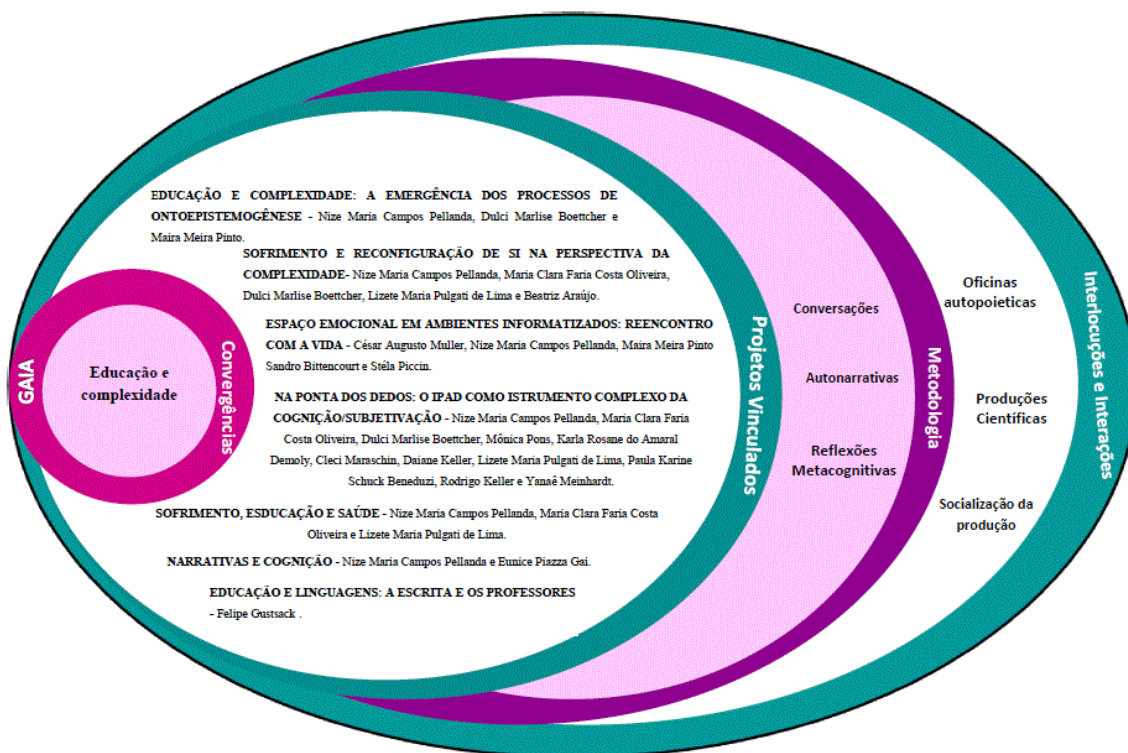 EDUCAÇÃO E COMPLEXIDADE: A EMERGÊNCIA DOS PROCESSOS DE
ONTOEPISTEMOGÊNESE - Nize Maria Campos Pellanda, Dulci Marlise Boettcher e
Maira Meira Pinto.
SOFRIMENTO E RECONFIGURAÇÃO DE SI NA PERSPECTIVA DA
COMPLEXIDADE- Nize Maria Campos Pellanda, Maria Clara Faria Costa Oliveira,
Dulci Marlise Boettcher, Lizete Maria Pulgati de Lima e Beatriz Araújo.
ESPAÇO EMOCIONAL EM AMBIENTES INFORMATIZADOS: REENCONTRO
COM A VIDA - César Augusto Muller, Nize Maria Campos Pellanda, Maira Meira Pinto
Sandro Bittencourt e Stéla Piccin.
NA PONTA DOS DEDOS: O IPAD COMO ISTRUMENTO COMPLEXO DA
COGNIÇÃO/SUBJETIVAÇÃO - Nize Maria Campos Pellanda, Maria Clara Faria
Costa Oliveira, Dulci Marlise Boettcher, Mônica Pons, Karla Rosane do Amaral
Demoly, Cleci Maraschin, Daiane Keller, Lizete Maria Pulgati de Lima, Paula Karine
Schuck Beneduzi, Rodrigo Keller e Yanaê Meinhardt.
SOFRIMENTO, ESDUCAÇÃO E SAÚDE - Nize Maria Campos Pellanda, Maria Clara Faria Costa
Oliveira e Lizete Maria Pulgati de Lima.
NARRATIVAS E COGNIÇÃO - Nize Maria Campos Pellanda e Eunice Piazza Gai.
EDUCAÇÃO E LINGUAGENS: A ESCRITA E OS PROFESSORES
- Felipe Gustsack .
GAIA
Educação e
complexidade
Convergências
Projetos Vinculados
Conversações
Autonarrativas
Reflexões
Metacognitivas
Metodologia
Oficinas
autopoieticas
Produções
Científicas
Socialização da
produção
Interlocuções e Interações